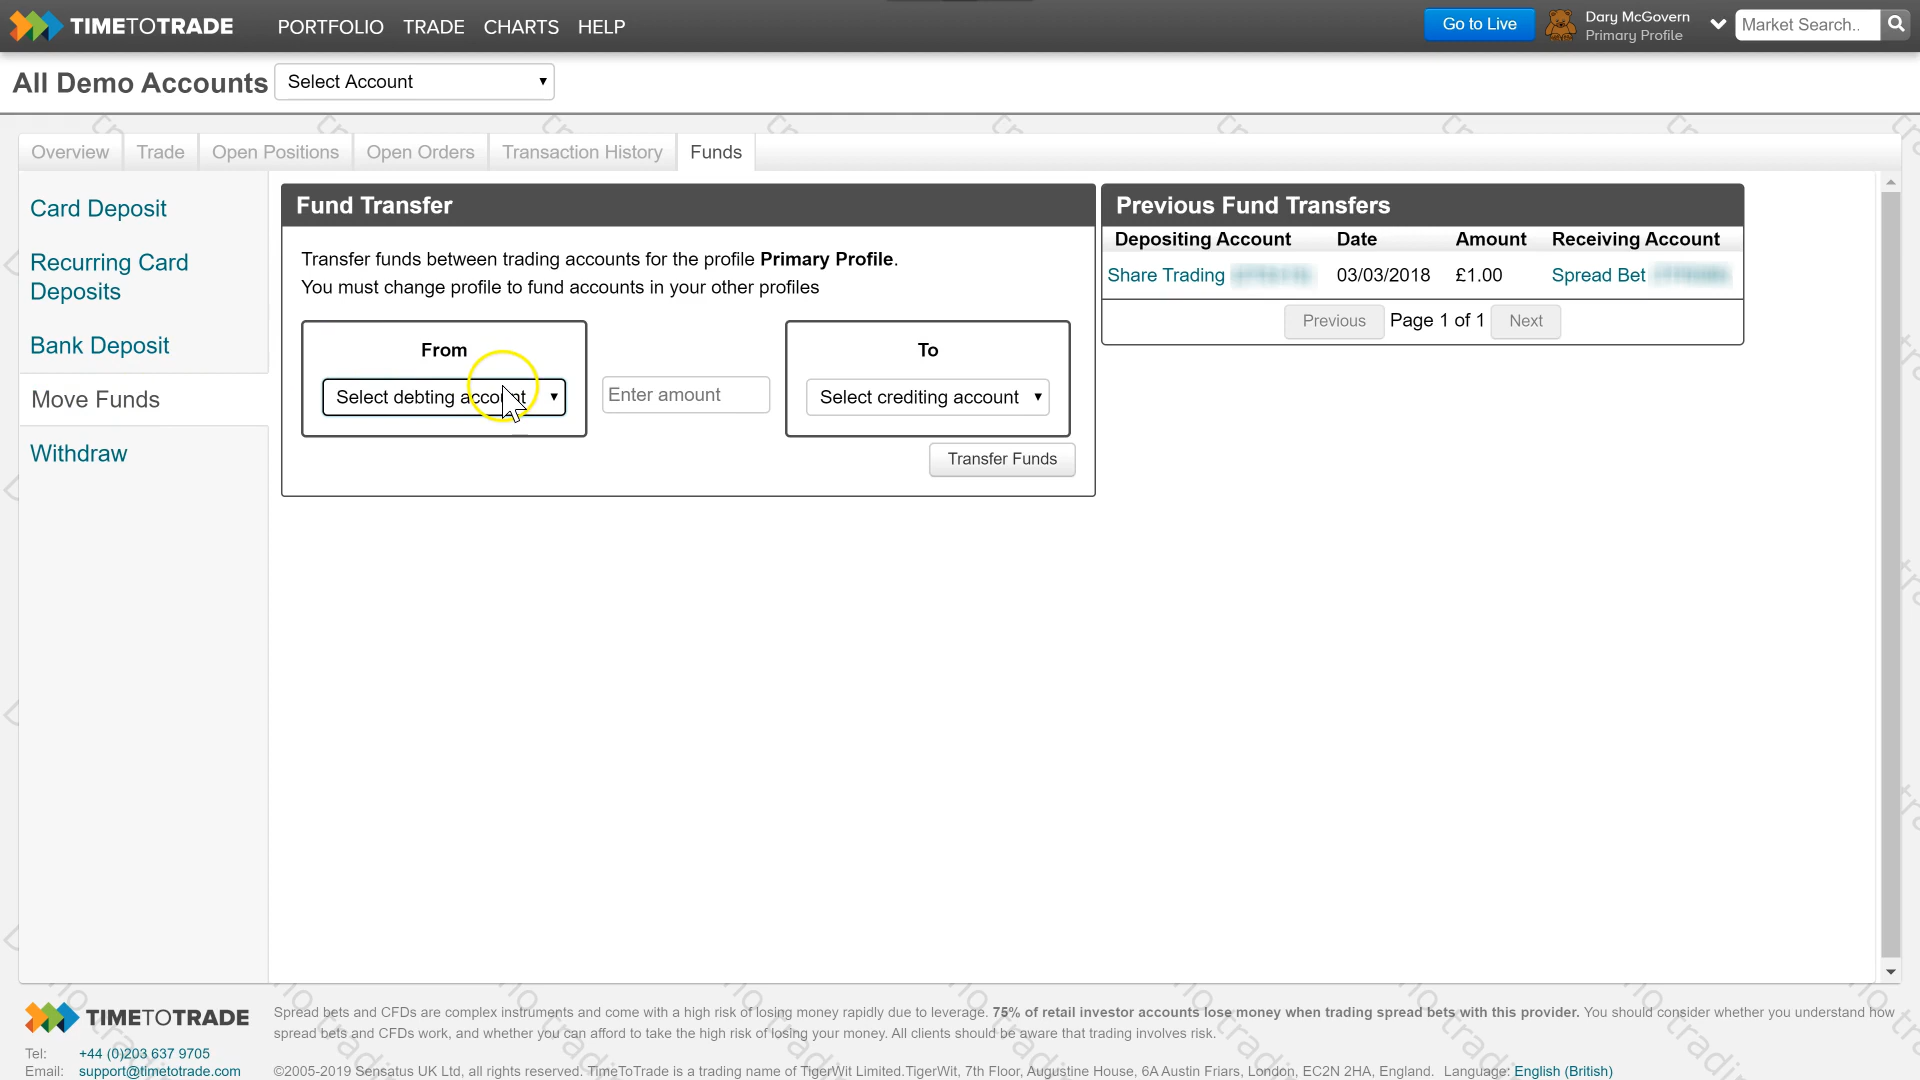 TIMETOTRADE PORTFOLIO TRADE CHARTS HELP Go to Live Dary McGovern Market Search..
Primary Profile
All Demo Accounts Select Account
Overview Trade Open Positions Open Orders Transaction History Funds
Card Deposit
Recurring Card
Deposits
Bank Deposit
Move Funds
Withdraw
Fund Transfer
Transfer funds between trading accounts for the profile Primary Profile.
You must change profile to fund accounts in your other profiles
From
Select debting account
Enter amount
To
Select crediting account
Transfer Funds
Previous Fund Transfers
Depositing Account Date Amount Receiving Account
Share Trading 03/03/2018 £1.00 Spread Bet
Previous Page 1 of 1 Next
TIMETOTRADE
Tel: +44 (0)203 637 9705
Email: support@timetotrade.com
Spread bets and CFDs are complex instruments and come with a high risk of losing money rapidly due to leverage. 75% of retail investor accounts lose money when trading spread bets with this provider. You should consider whether you understand how
spread bets and CFDs work, and whether you can afford to take the high risk of losing your money. All clients should be aware that trading involves risk.
©2005-2019 Sensatus UK Ltd, all rights reserved. TimeToTrade is a trading name of TigerWit Limited.TigerWit, 7th Floor, Augustine House, 6A Austin Friars, London, EC2N 2HA, England. Language: English (British)